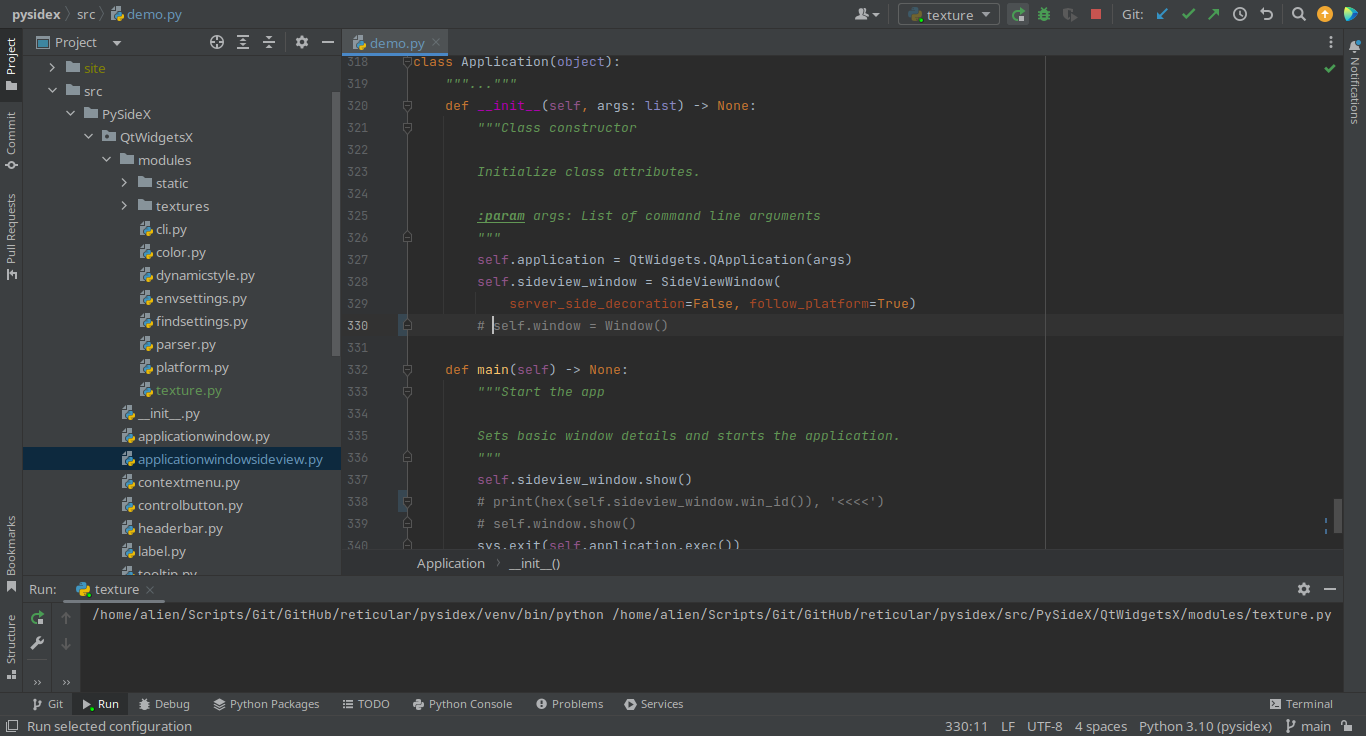 pysidex src demo.py texture Git:
Project
demo.py
Project
Commit
Pull Requests
Bookmarks
Structure
Notifications
site
src
PySideX
QtWidgetsX
modules
static
textures
cli.py
color.py
dynamicstyle.py
envsettings.py
findsettings.py
parser.py
platform.py
texture.py
__init__.py
applicationwindow.py
applicationwindowsideview.py
contextmenu.py
controlbutton.py
headerbar.py
label.py
tooltip.py
318 class Application(object):
319 """..."""
320 def __init__(self, args: list) -> None:
321 """Class constructor
322
323 Initialize class attributes.
324
325 :param args: List of command line arguments
326 """
327 self.application = QtWidgets.QApplication(args)
328 self.sideview_window = SideViewWindow(
329 server_side_decoration=False, follow_platform=True)
330 # self.window = Window()
331
332 def main(self) -> None:
333 """Start the app
334
335 Sets basic window details and starts the application.
336 """
337 self.sideview_window.show()
338 # print(hex(self.sideview_window.win_id()), '<<<<')
339 # self.window.show()
340 sys.exit(self.application.exec())
Application __init__()
Run: texture
/home/alien/Scripts/Git/GitHub/reticular/pysidex/venv/bin/python /home/alien/Scripts/Git/GitHub/reticular/pysidex/src/PySideX/QtWidgetsX/modules/texture.py
Git Run Debug Python Packages TODO Python Console Problems Services Terminal
Run selected configuration 330:11 LF UTF-8 4 spaces Python 3.10 (pysidex) main